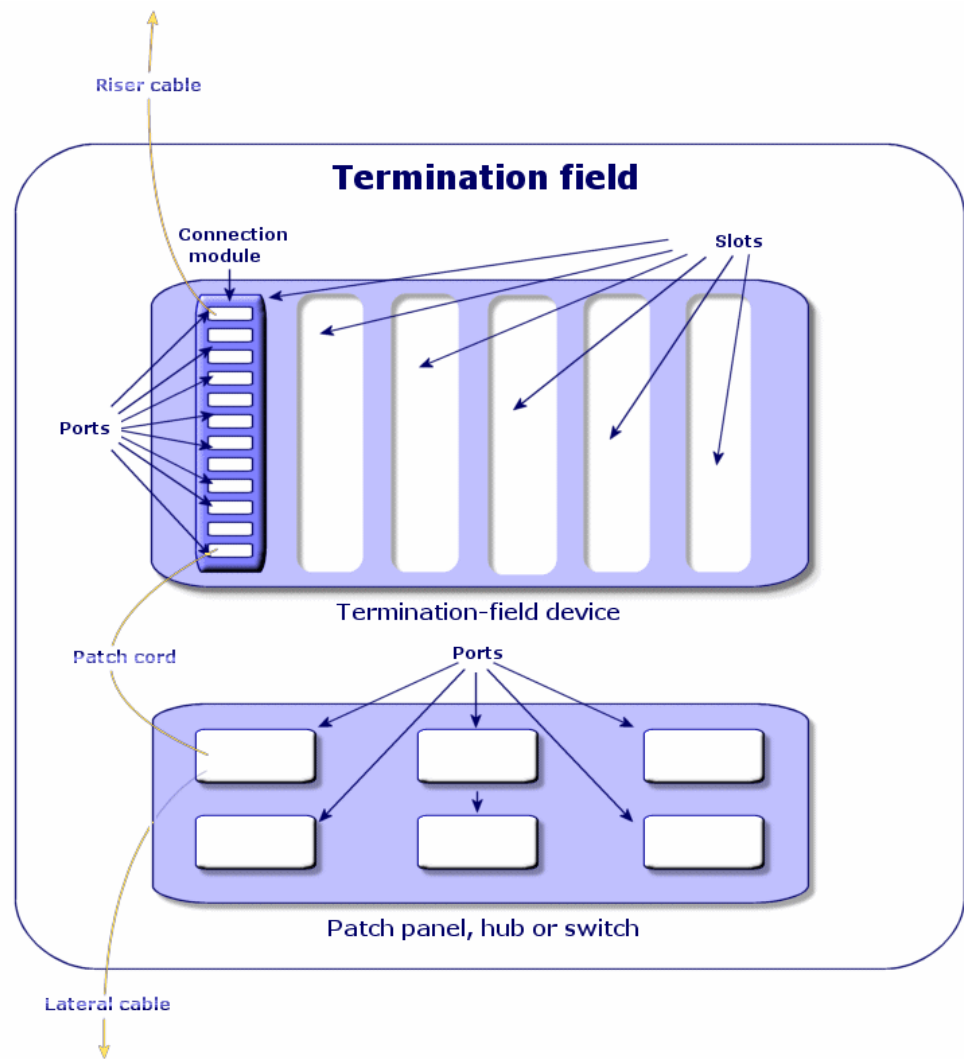 Riser cable
Termination field
Connection
module
Slots
Ports
Termination-field device
Patch cord
Ports
Patch panel, hub or switch
Lateral cable